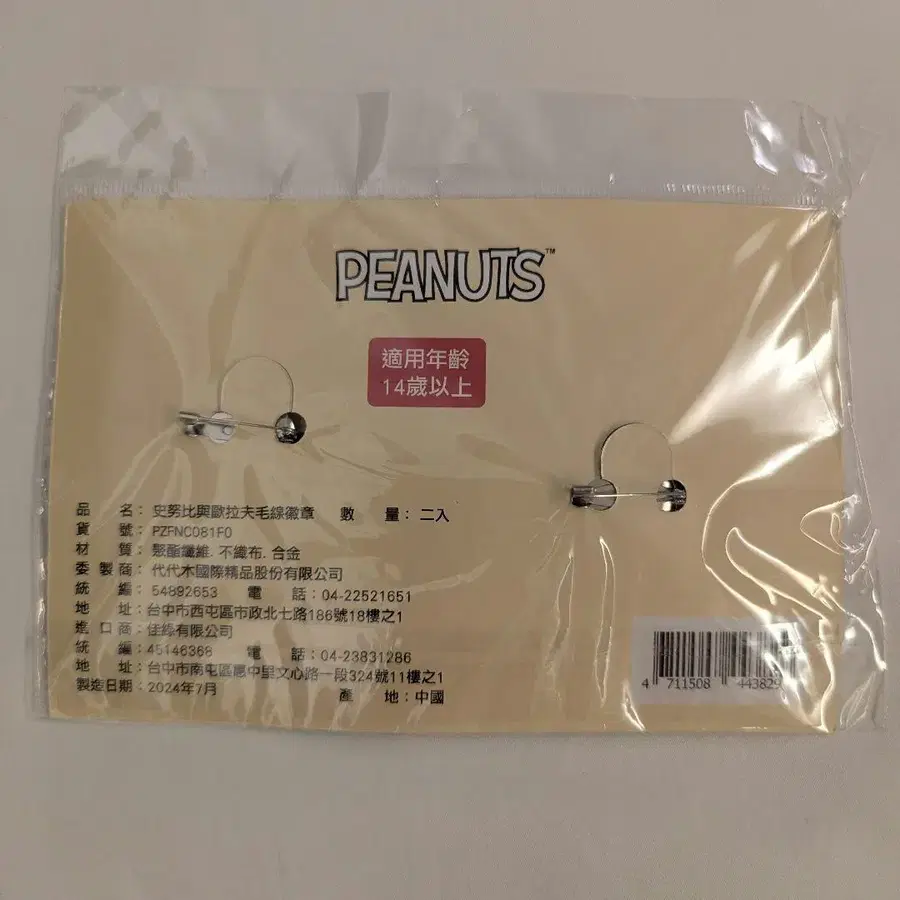 PEANUTS™
適用年齡
14歲以上
品 名：史努比與歐拉夫毛線徽章 數 量：二入
貨 號：PZFNC081F0
材 質：聚酯纖維. 不織布. 合金
委 製 商：代代木國際精品股份有限公司
統 編：54892653 電 話：04-22521651
地 址：台中市西屯區市政北七路186號18樓之1
進 口 商：佳綠有限公司
統 編：45146368 電 話：04-23831286
地 址：台中市南屯區惠中里文心路一段324號11樓之1
製造日期：2024年7月 產 地：中國
4 711508 44382